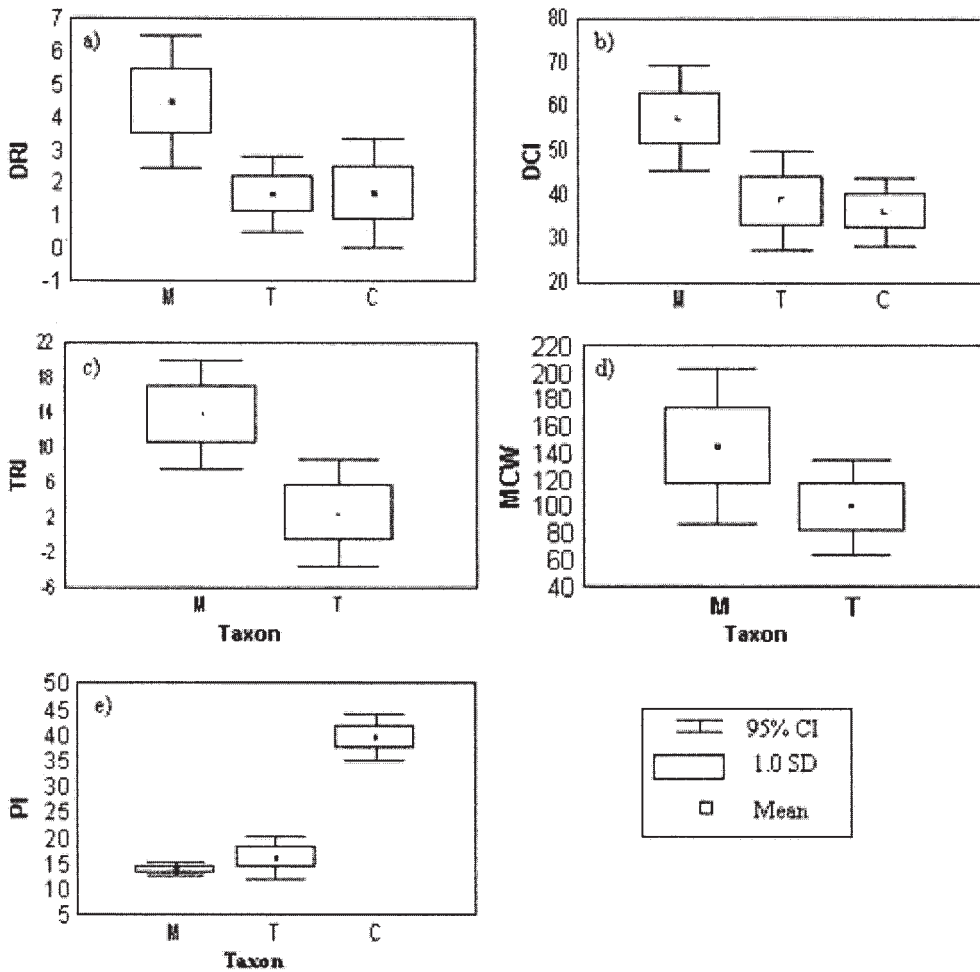 a)
DRI
7
6
5
4
3
2
1
0
-1
M T C
b)
DCI
80
70
60
50
40
30
20
M T C
c)
TRI
22
18
14
10
6
2
-2
-6
M T
Taxon
d)
MCW
220
200
180
160
140
120
100
80
60
40
M T
Taxon
e)
PI
50
45
40
35
30
25
20
15
10
5
M T C
Taxon
95% CI
1.0 SD
Mean